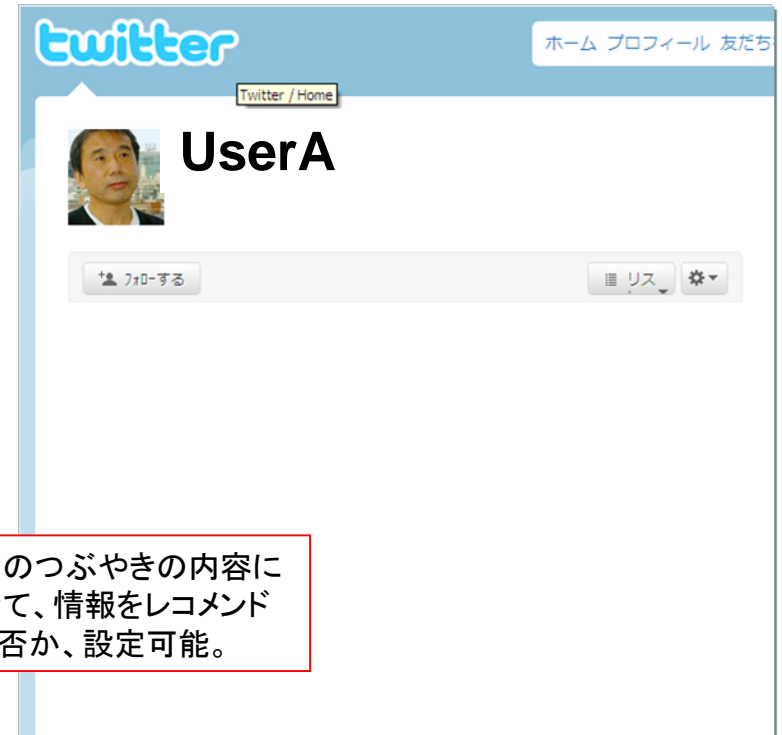 twitter
ホーム プロフィール 友だち
Twitter / Home
UserA
フォローする
リス
のつぶやきの内容に
て、情報をレコメンド
否か、設定可能。